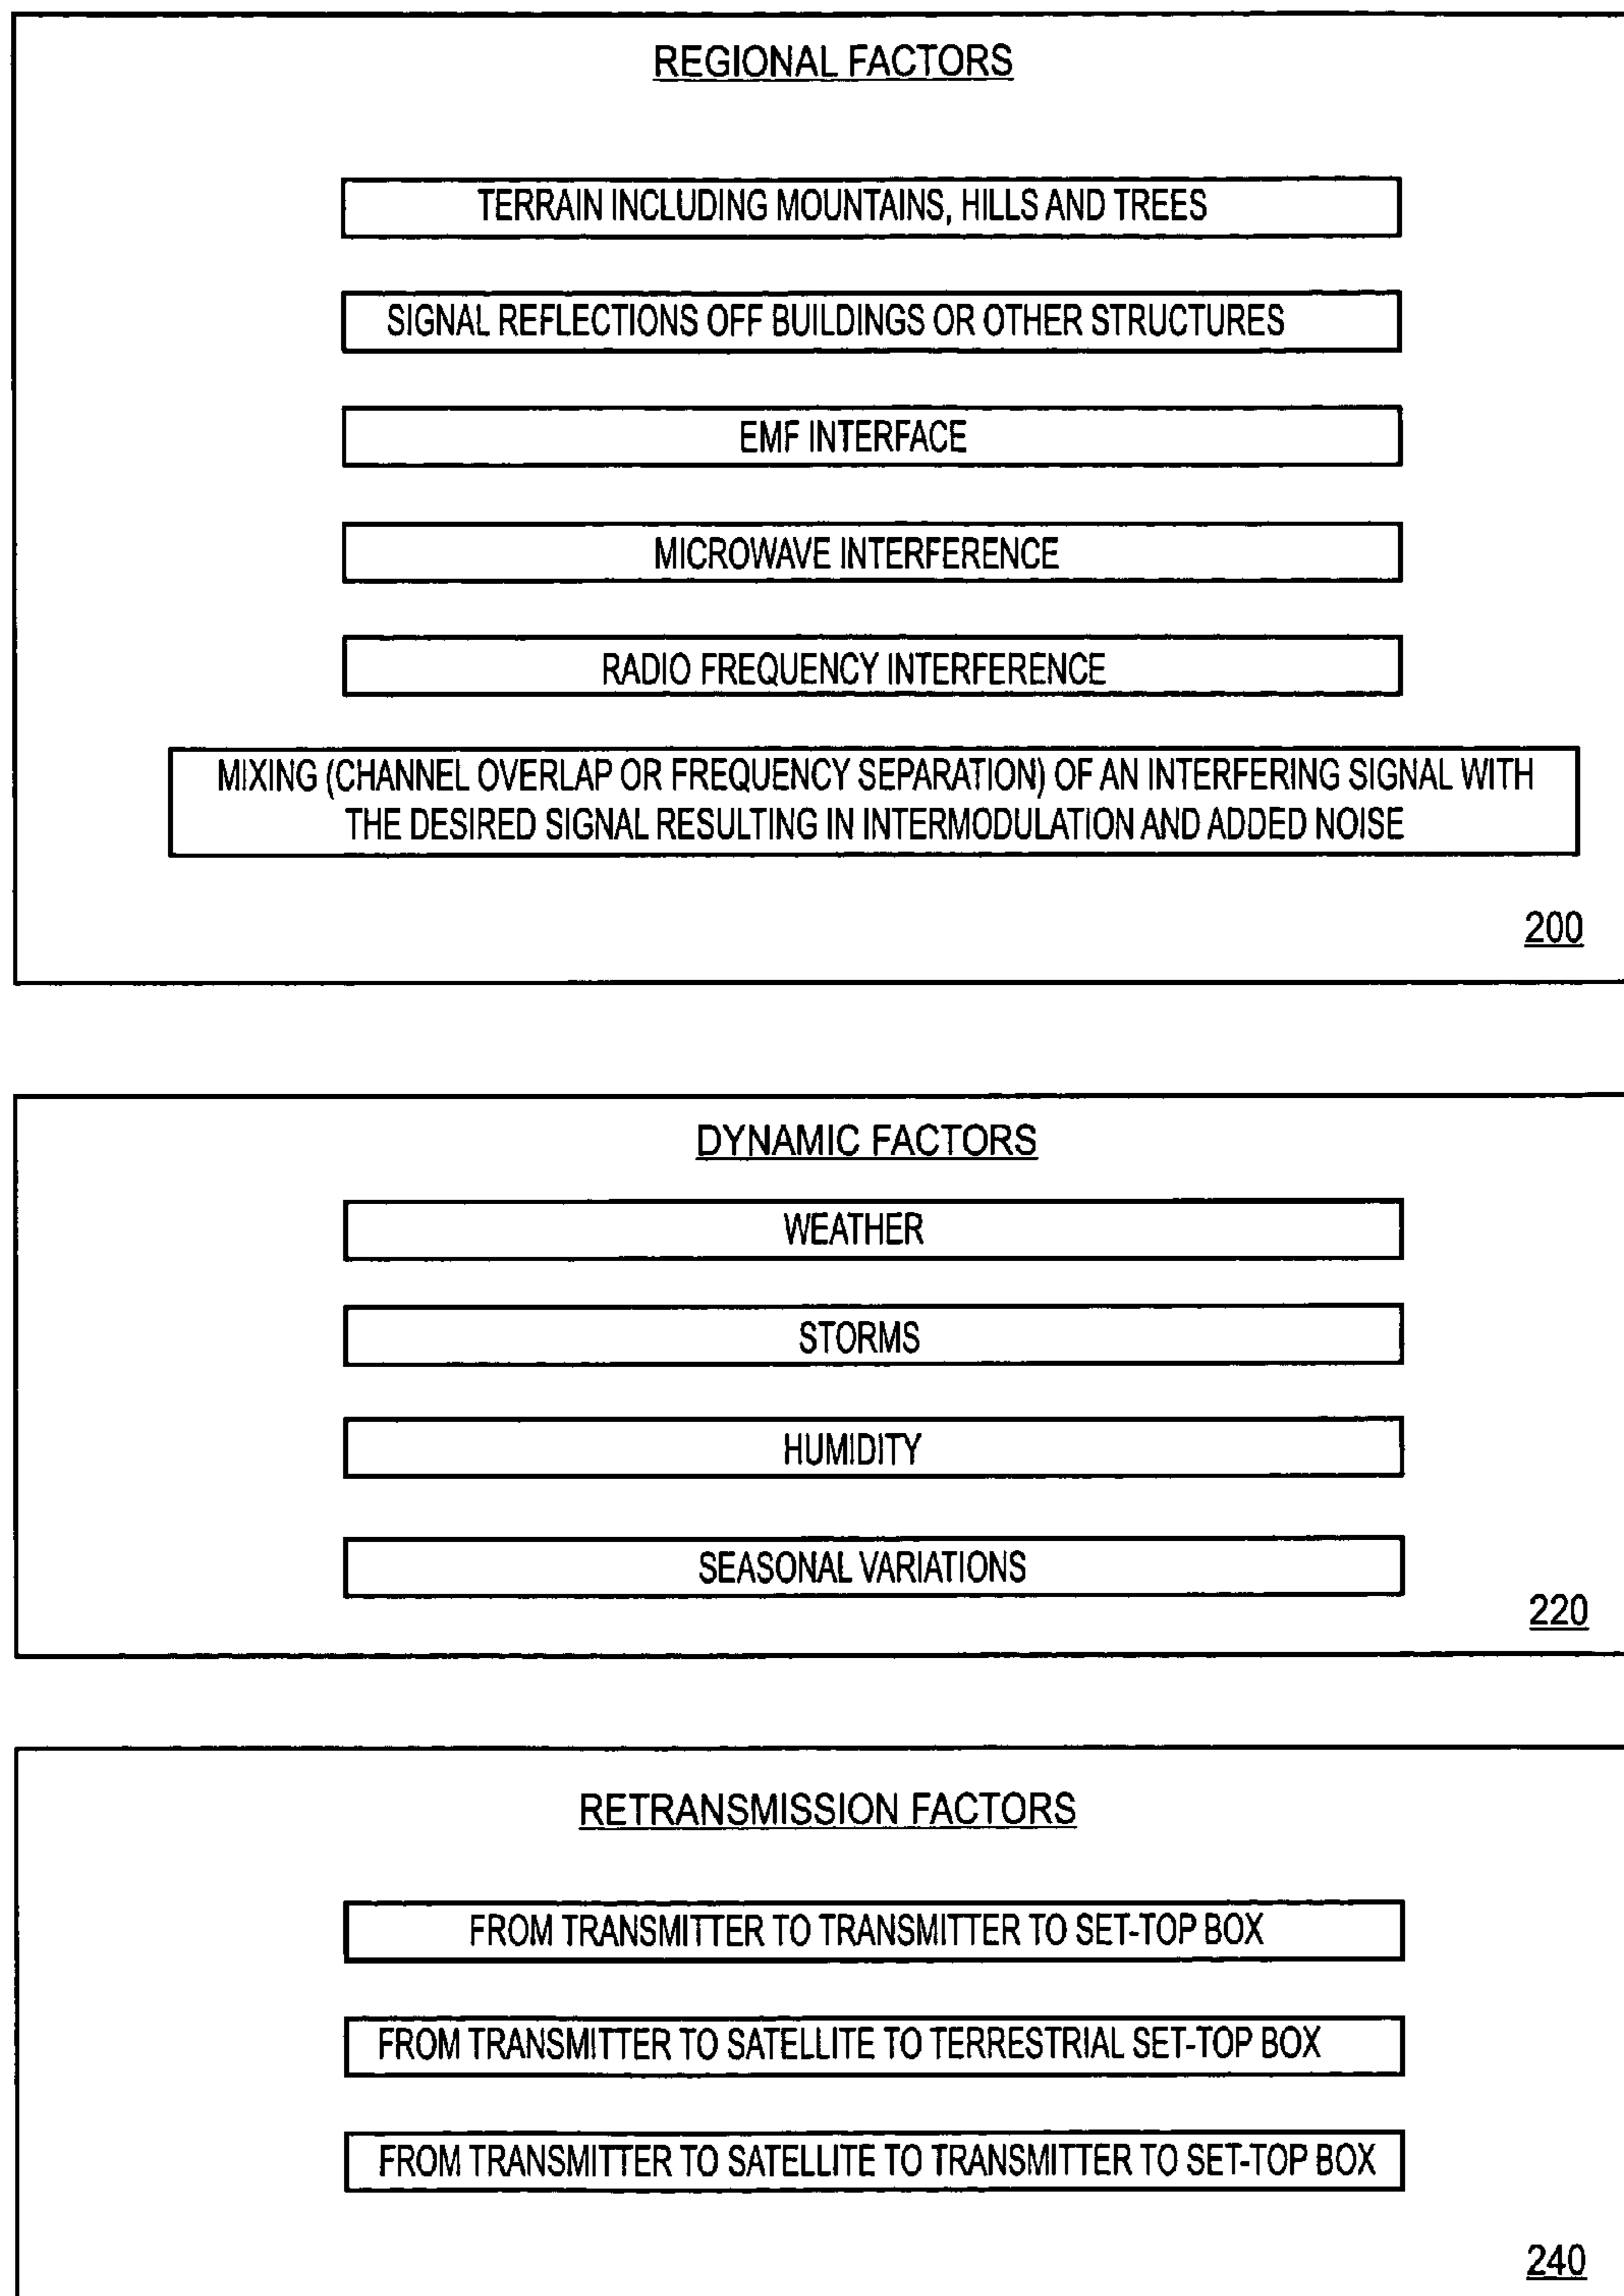 REGIONAL FACTORS
TERRAIN INCLUDING MOUNTAINS, HILLS AND TREES
SIGNAL REFLECTIONS OFF BUILDINGS OR OTHER STRUCTURES
EMF INTERFACE
MICROWAVE INTERFERENCE
RADIO FREQUENCY INTERFERENCE
MIXING (CHANNEL OVERLAP OR FREQUENCY SEPARATION) OF AN INTERFERING SIGNAL WITH
THE DESIRED SIGNAL RESULTING IN INTERMODULATION AND ADDED NOISE
200
DYNAMIC FACTORS
WEATHER
STORMS
HUMIDITY
SEASONAL VARIATIONS
220
RETRANSMISSION FACTORS
FROM TRANSMITTER TO TRANSMITTER TO SET-TOP BOX
FROM TRANSMITTER TO SATELLITE TO TERRESTRIAL SET-TOP BOX
FROM TRANSMITTER TO SATELLITE TO TRANSMITTER TO SET-TOP BOX
240